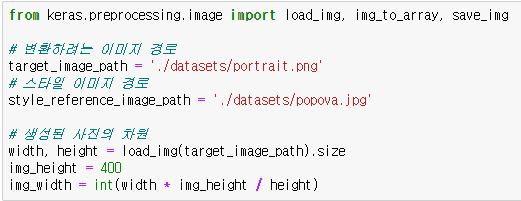 from keras.preprocessing.image import load_img, img_to_array, save_img
# 변환하려는 이미지 경로
target_image_path = './datasets/portrait.png'
# 스타일 이미지 경로
style_reference_image_path = './datasets/popova.jpg'
# 생성된 사진의 차원
width, height = load_img(target_image_path).size
img_height = 400
img_width = int(width * img_height / height)